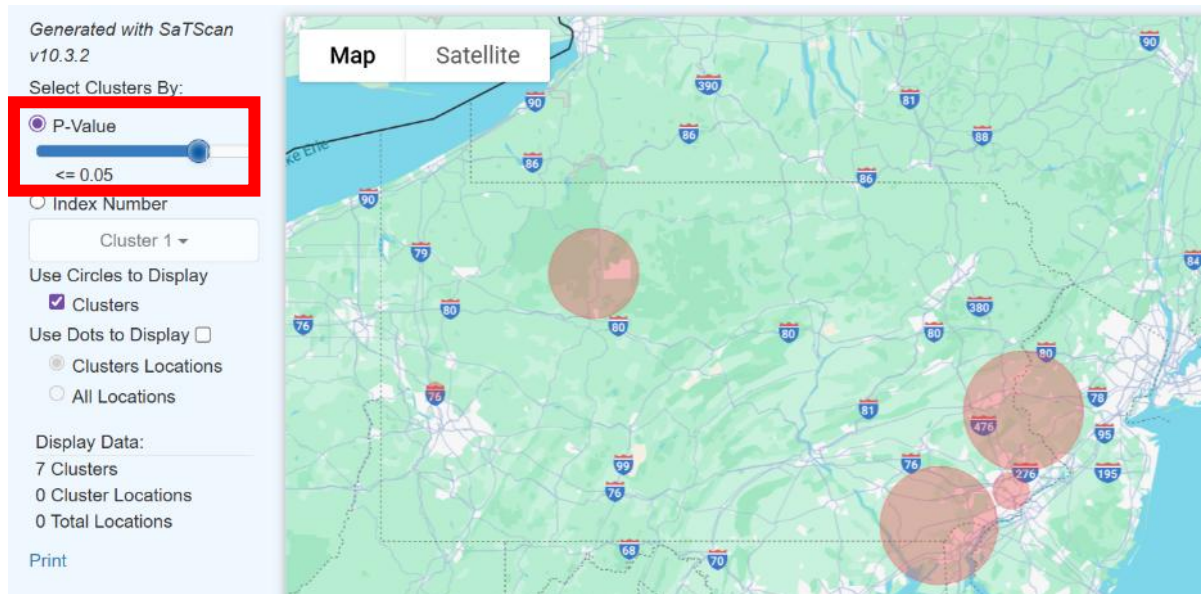 Generated with SaTScan
v10.3.2
Select Clusters By:
P-Value
<= 0.05
Index Number
Cluster 1
Use Circles to Display
Clusters
Use Dots to Display
Clusters Locations
All Locations
Display Data:
7 Clusters
0 Cluster Locations
0 Total Locations
Print
Map Satellite
90
390
90
81
86
88
86
86
ke Erie
90
79
84
80
380
76
80
80
80
80
76
78
81
476
95
99
76
276
195
76
68
70